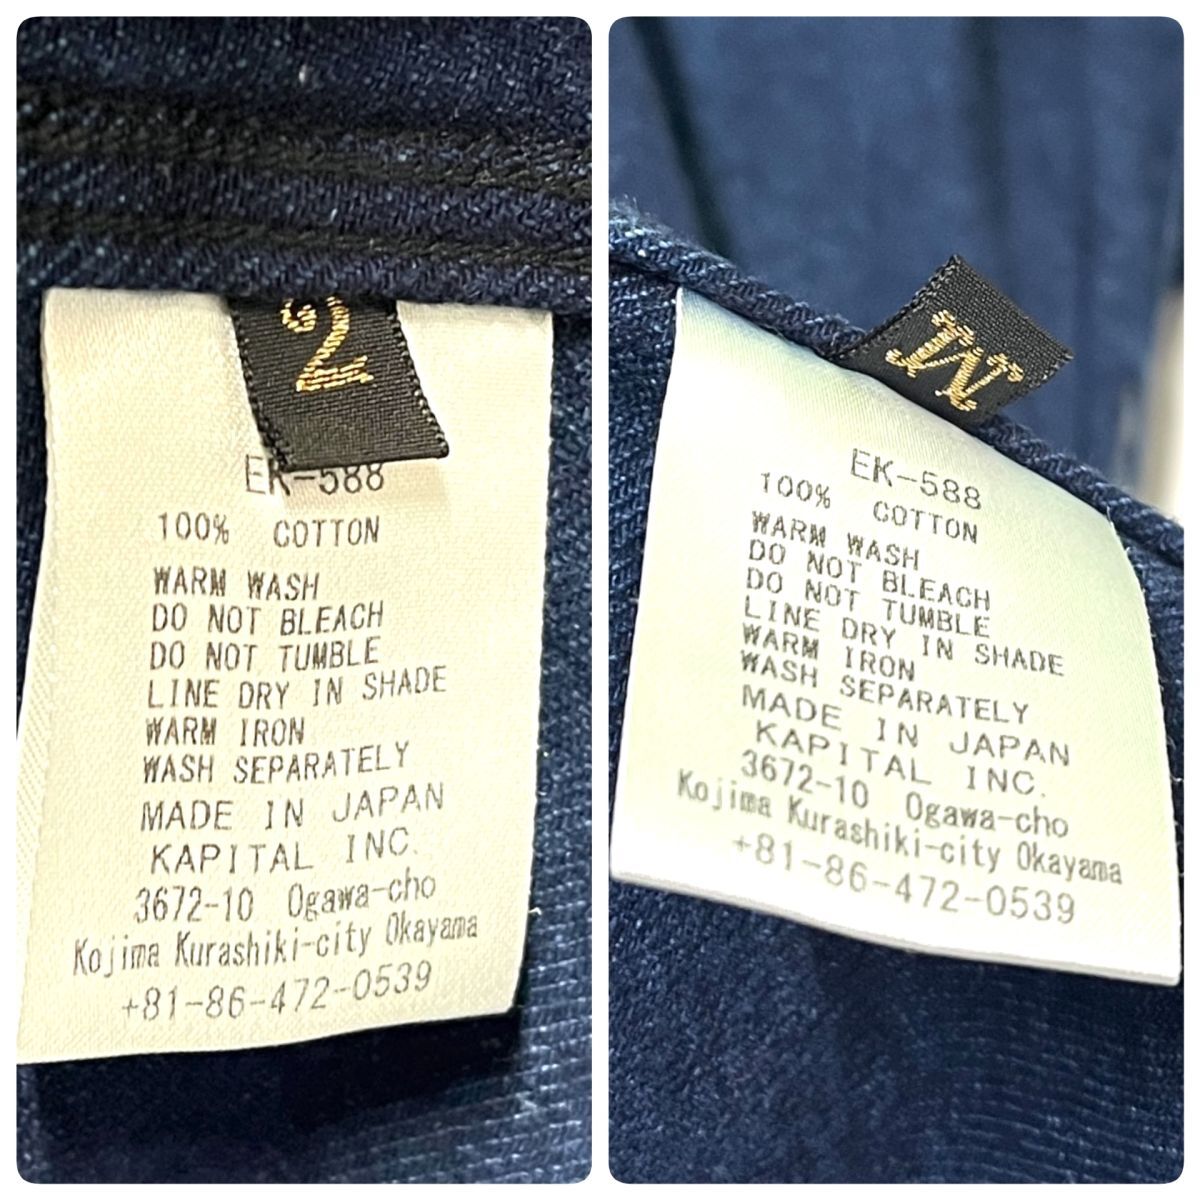 2
EK-588
100% COTTON
WARM WASH
DO NOT BLEACH
DO NOT TUMBLE
LINE DRY IN SHADE
WARM IRON
WASH SEPARATELY
MADE IN JAPAN
KAPITAL INC.
3672-10 Ogawa-cho
Kojima Kurashiki-city Okayama
+81-86-472-0539
M
EK-588
100% COTTON
WARM WASH
DO NOT BLEACH
DO NOT TUMBLE
LINE DRY IN SHADE
WARM IRON
WASH SEPARATELY
MADE IN JAPAN
KAPITAL INC.
3672-10 Ogawa-cho
Kojima Kurashiki-city Okayama
+81-86-472-0539